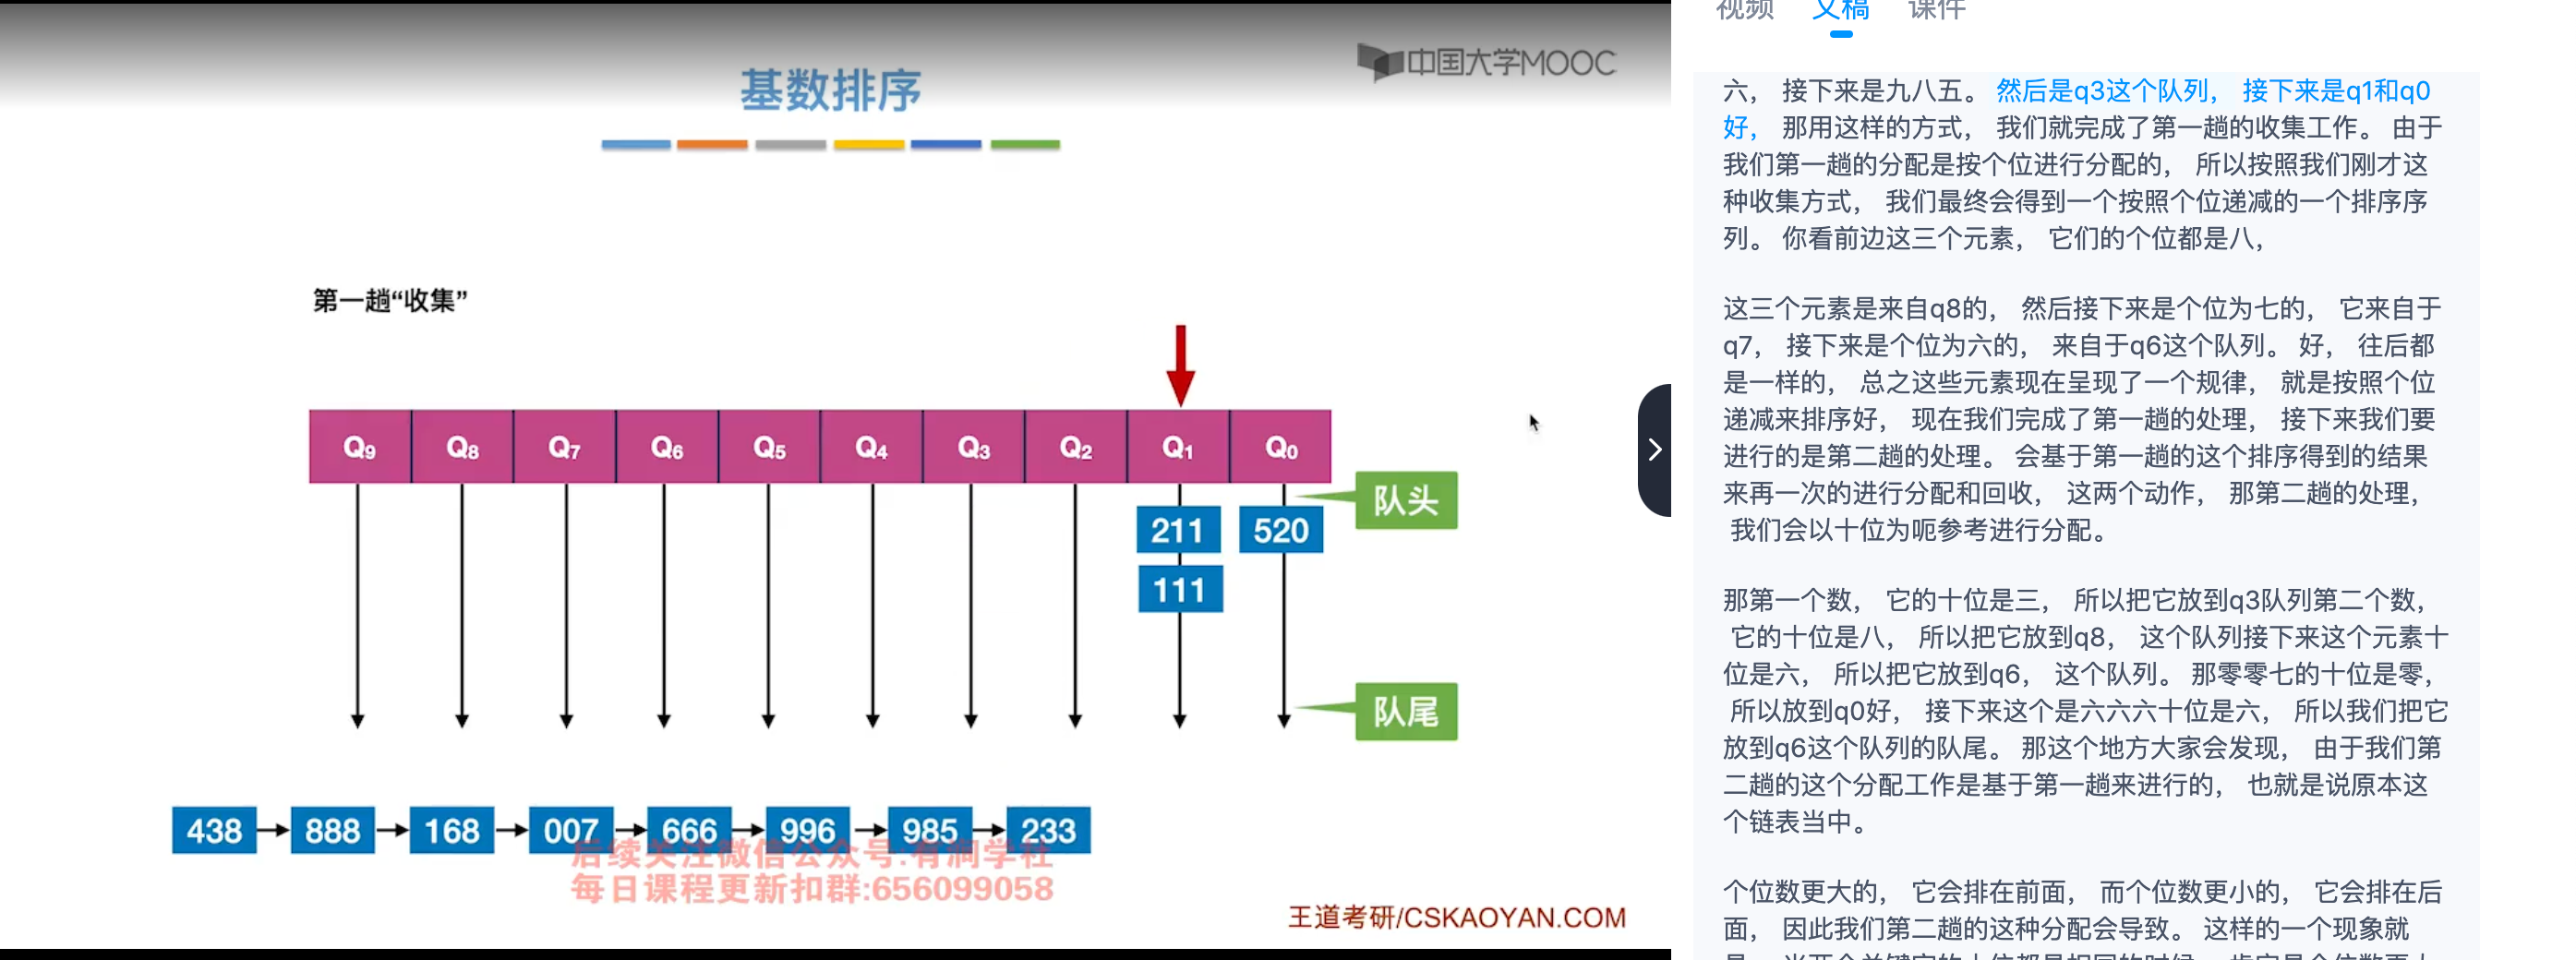 中国大学MOOC
基数排序
第一趟“收集”
Q9 Q8 Q7 Q6 Q5 Q4 Q3 Q2 Q1 Q0
队头
211 520
111
队尾
438 888 168 007 666 996 985 233
后续关注微信公众号:有润学社
每日课程更新扣群:656099058
王道考研/CSKAOYAN.COM
视频 文稿 课件
六， 接下来是九八五。 然后是q3这个队列， 接下来是q1和q0
好， 那用这样的方式， 我们就完成了第一趟的收集工作。 由于
我们第一趟的分配是按个位进行分配的， 所以按照我们刚才这
种收集方式， 我们最终会得到一个按照个位递减的一个排序序
列。 你看前边这三个元素， 它们的个位都是八，
这三个元素是来自q8的， 然后接下来是个位为七的， 它来自于
q7， 接下来是个位为六的， 来自于q6这个队列。 好， 往后都
是一样的， 总之这些元素现在呈现了一个规律， 就是按照个位
递减来排序好， 现在我们完成了第一趟的处理， 接下来我们要
进行的是第二趟的处理。 会基于第一趟的这个排序得到的结果
来再一次的进行分配和回收， 这两个动作， 那第二趟的处理，
我们会以十位为呃参考进行分配。
那第一个数， 它的十位是三， 所以把它放到q3队列第二个数，
它的十位是八， 所以把它放到q8， 这个队列接下来这个元素十
位是六， 所以把它放到q6， 这个队列。 那零零七的十位是零，
所以放到q0好， 接下来这个是六六六十位是六， 所以我们把它
放到q6这个队列的队尾。 那这个地方大家会发现， 由于我们第
二趟的这个分配工作是基于第一趟来进行的， 也就是说原本这
个链表当中。
个位数更大的， 它会排在前面， 而个位数更小的， 它会排在后
面， 因此我们第二趟的这种分配会导致。 这样的一个现象就